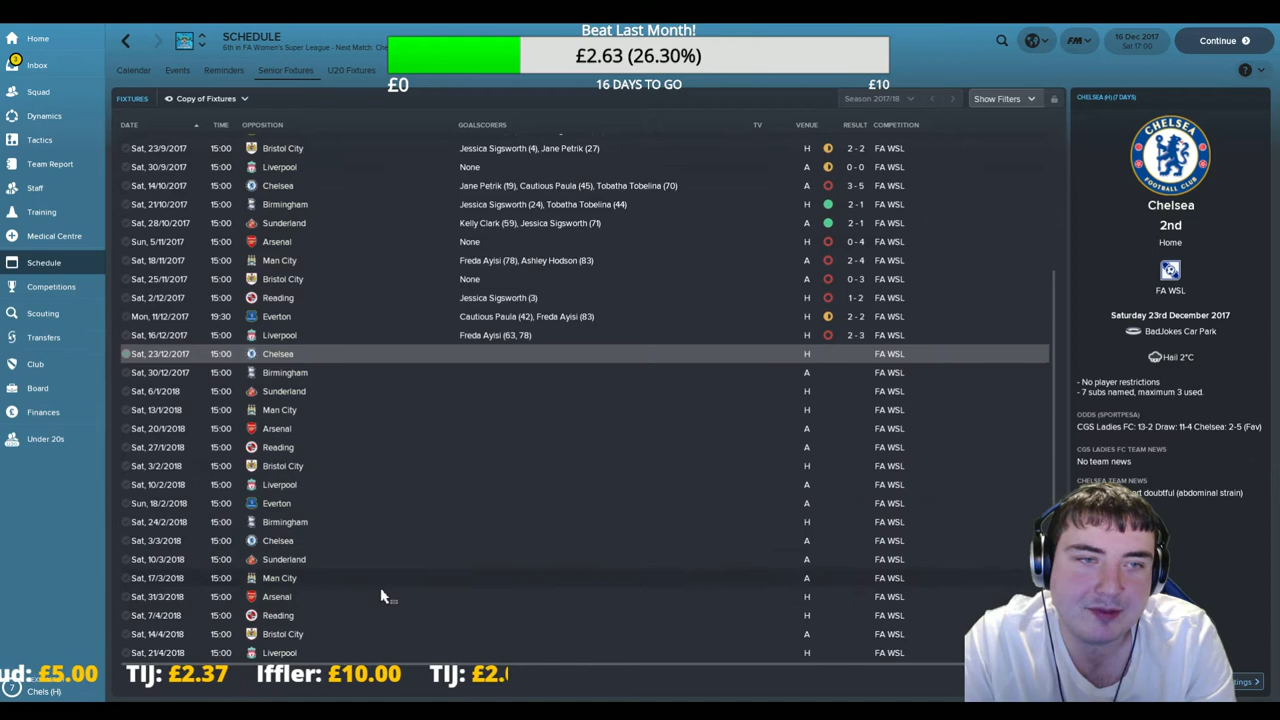 Beat Last Month!
£2.63 (26.30%)
£0
16 DAYS TO GO
£10
Home
3
Inbox
Squad
Dynamics
Tactics
Team Report
Staff
Training
Medical Centre
Schedule
Competitions
Scouting
Transfers
Club
Board
Finances
Under 20s
7
Chels (H)
SCHEDULE
6th in FA Women's Super League - Next Match: Che
FM
16 Dec 2017
Sat 17:00
Continue
Calendar
Events
Reminders
Senior Fixtures
U20 Fixtures
?
FIXTURES
Copy of Fixtures
Season 2017/18
Show Filters
DATE TIME OPPOSITION GOALSCORERS TV VENUE RESULT COMPETITION
Sat, 23/9/2017 15:00 Bristol City Jessica Sigsworth (4), Jane Petrik (27) H 2 - 2 FA WSL
Sat, 30/9/2017 15:00 Liverpool None A 0 - 0 FA WSL
Sat, 14/10/2017 15:00 Chelsea Jane Petrik (19), Cautious Paula (45), Tobatha Tobelina (70) A 3 - 5 FA WSL
Sat, 21/10/2017 15:00 Birmingham Jessica Sigsworth (24), Tobatha Tobelina (44) H 2 - 1 FA WSL
Sat, 28/10/2017 15:00 Sunderland Kelly Clark (59), Jessica Sigsworth (71) A 2 - 1 FA WSL
Sun, 5/11/2017 15:00 Arsenal None H 0 - 4 FA WSL
Sat, 18/11/2017 15:00 Man City Freda Ayisi (78), Ashley Hodson (83) A 2 - 4 FA WSL
Sat, 25/11/2017 15:00 Bristol City None A 0 - 3 FA WSL
Sat, 2/12/2017 15:00 Reading Jessica Sigsworth (3) H 1 - 2 FA WSL
Mon, 11/12/2017 19:30 Everton Cautious Paula (42), Freda Ayisi (83) H 2 - 2 FA WSL
Sat, 16/12/2017 15:00 Liverpool Freda Ayisi (63, 78) H 2 - 3 FA WSL
Sat, 23/12/2017 15:00 Chelsea H FA WSL
Sat, 30/12/2017 15:00 Birmingham A FA WSL
Sat, 6/1/2018 15:00 Sunderland H FA WSL
Sat, 13/1/2018 15:00 Man City H FA WSL
Sat, 20/1/2018 15:00 Arsenal A FA WSL
Sat, 27/1/2018 15:00 Reading A FA WSL
Sat, 3/2/2018 15:00 Bristol City H FA WSL
Sat, 10/2/2018 15:00 Liverpool A FA WSL
Sun, 18/2/2018 15:00 Everton A FA WSL
Sat, 24/2/2018 15:00 Birmingham H FA WSL
Sat, 3/3/2018 15:00 Chelsea A FA WSL
Sat, 10/3/2018 15:00 Sunderland A FA WSL
Sat, 17/3/2018 15:00 Man City A FA WSL
Sat, 31/3/2018 15:00 Arsenal H FA WSL
Sat, 7/4/2018 15:00 Reading H FA WSL
Sat, 14/4/2018 15:00 Bristol City A FA WSL
Sat, 21/4/2018 15:00 Liverpool H FA WSL
CHELSEA (H) (7 DAYS)
CHELSEA
FOOTBALL CLUB
Chelsea
2nd
Home
FA WSL
Saturday 23rd December 2017
BadJokes Car Park
Hail 2°C
- No player restrictions
- 7 subs named, maximum 3 used.
ODDS (SPORTPESA)
CGS Ladies FC: 13-2 Draw: 11-4 Chelsea: 2-5 (Fav)
CGS LADIES FC TEAM NEWS
No team news
CHELSEA TEAM NEWS
doubtful (abdominal strain)
ud: £5.00 TIJ: £2.37 Iffler: £10.00 TIJ: £2.